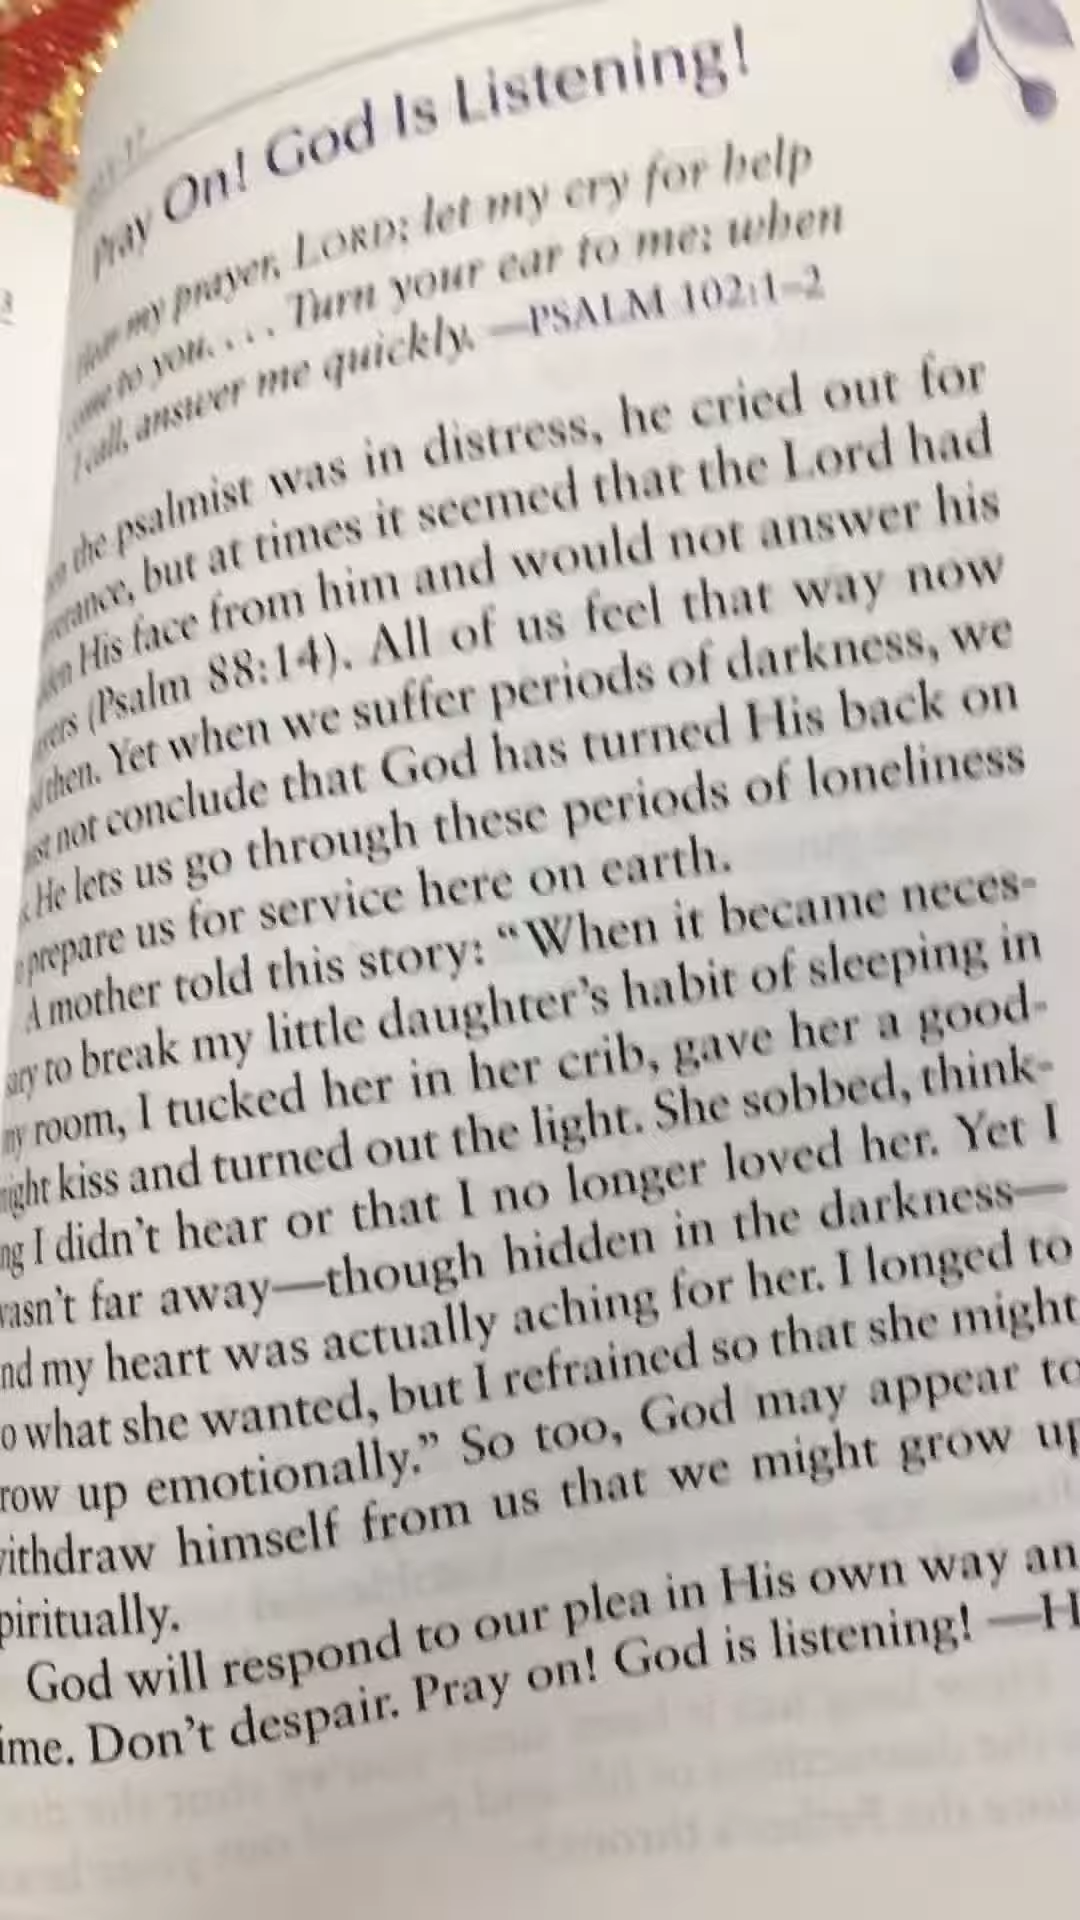 Pray On! God Is Listening!
Hear my prayer, LORD; let my cry for help
come to you. . . . Turn your ear to me; when
I call, answer me quickly. —PSALM 102:1–2
the psalmist was in distress, he cried out for
but at times it seemed that the Lord had
His face from him and would not answer his
(Psalm 88:14). All of us feel that way now
then. Yet when we suffer periods of darkness, we
not conclude that God has turned His back on
He lets us go through these periods of loneliness
prepare us for service here on earth.
A mother told this story: “When it became neces-
ary to break my little daughter’s habit of sleeping in
my room, I tucked her in her crib, gave her a good-
night kiss and turned out the light. She sobbed, think-
ng I didn’t hear or that I no longer loved her. Yet I
wasn’t far away—though hidden in the darkness—
nd my heart was actually aching for her. I longed to
o what she wanted, but I refrained so that she might
row up emotionally.” So too, God may appear to
withdraw himself from us that we might grow up
piritually.
God will respond to our plea in His own way an
ime. Don’t despair. Pray on! God is listening! —H